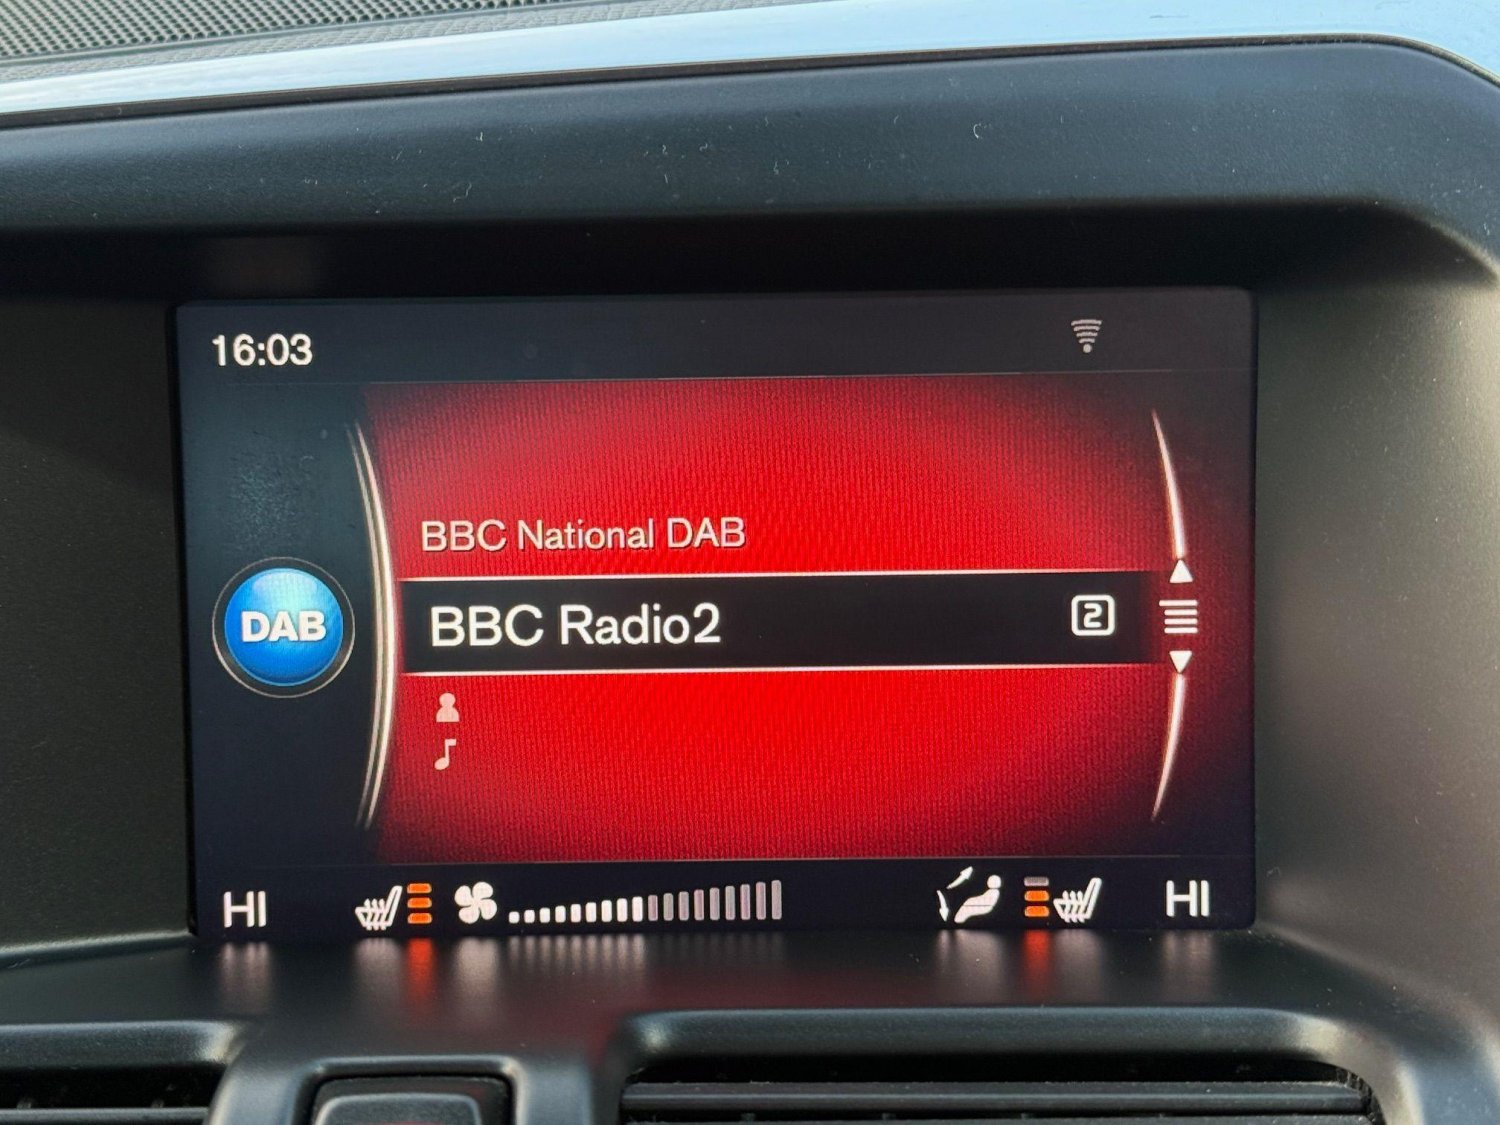 16:03
BBC National DAB
DAB
BBC Radio2 2
HI HI